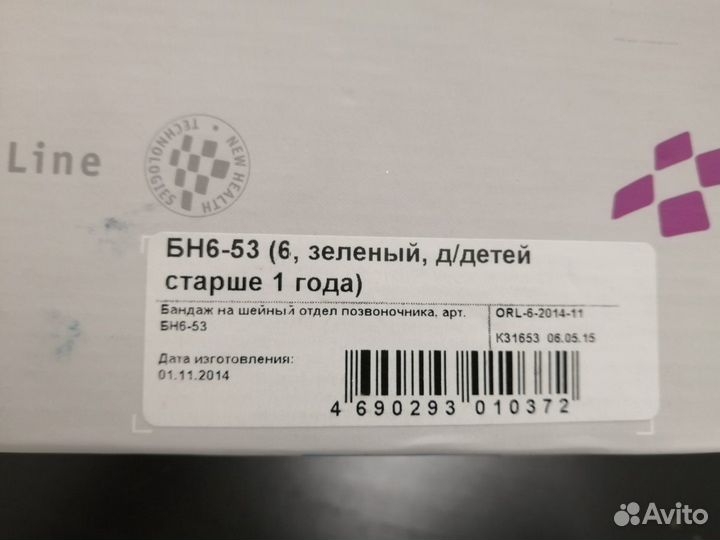 Line
NEW HEALTH TECHNOLOGIES
БН6-53 (6, зеленый, д/детей
старше 1 года)
Бандаж на шейный отдел позвоночника, арт.
БН6-53
ORL-6-2014-11
К31653 06.05.15
Дата изготовления:
01.11.2014
4 690293 010372
Avito